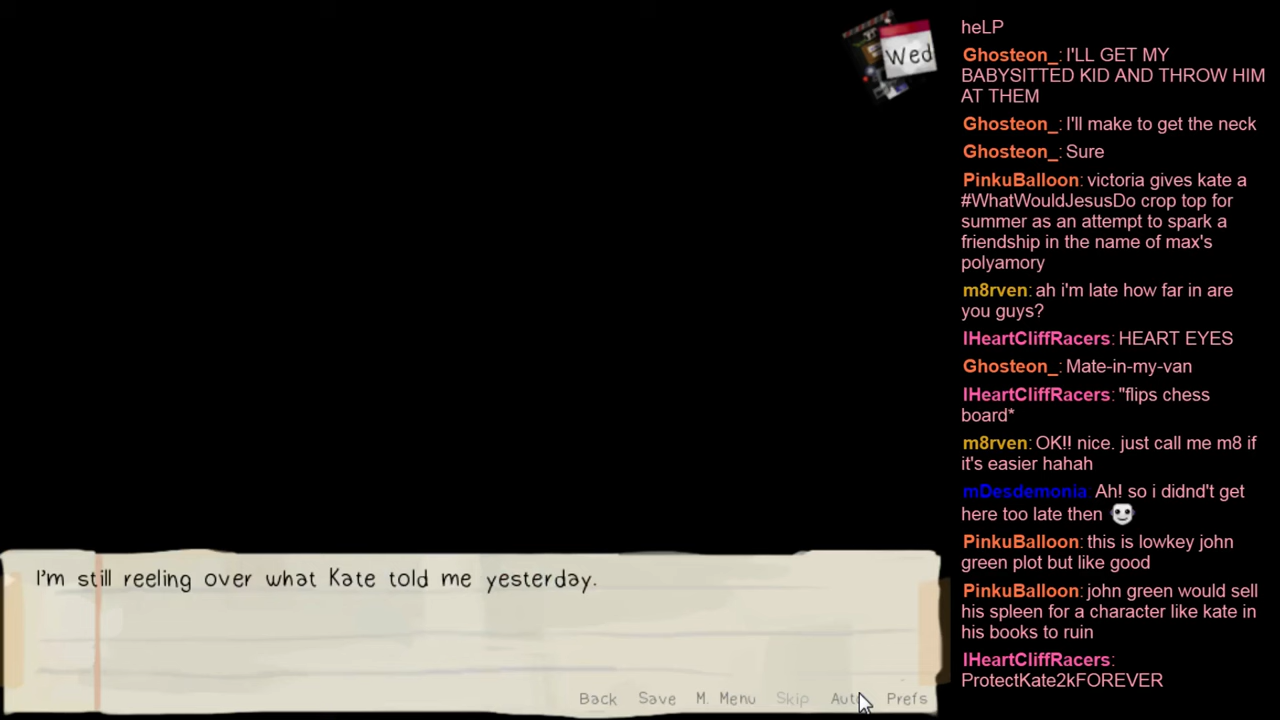 Wed
heLP
Ghosteon_: I'LL GET MY
BABYSITTED KID AND THROW HIM
AT THEM
Ghosteon_: I'll make to get the neck
Ghosteon_: Sure
PinkuBalloon: victoria gives kate a
#WhatWouldJesusDo crop top for
summer as an attempt to spark a
friendship in the name of max's
polyamory
m8rven: ah i'm late how far in are
you guys?
IHeartCliffRacers: HEART EYES
Ghosteon_: Mate-in-my-van
IHeartCliffRacers: "flips chess
board*
m8rven: OK!! nice. just call me m8 if
it's easier hahah
mDesdemonia: Ah! so i didnd't get
here too late then
PinkuBalloon: this is lowkey john
green plot but like good
PinkuBalloon: john green would sell
his spleen for a character like kate in
his books to ruin
IHeartCliffRacers:
ProtectKate2kFOREVER
I'm still reeling over what Kate told me yesterday.
Back Save M. Menu Skip Auto Prefs